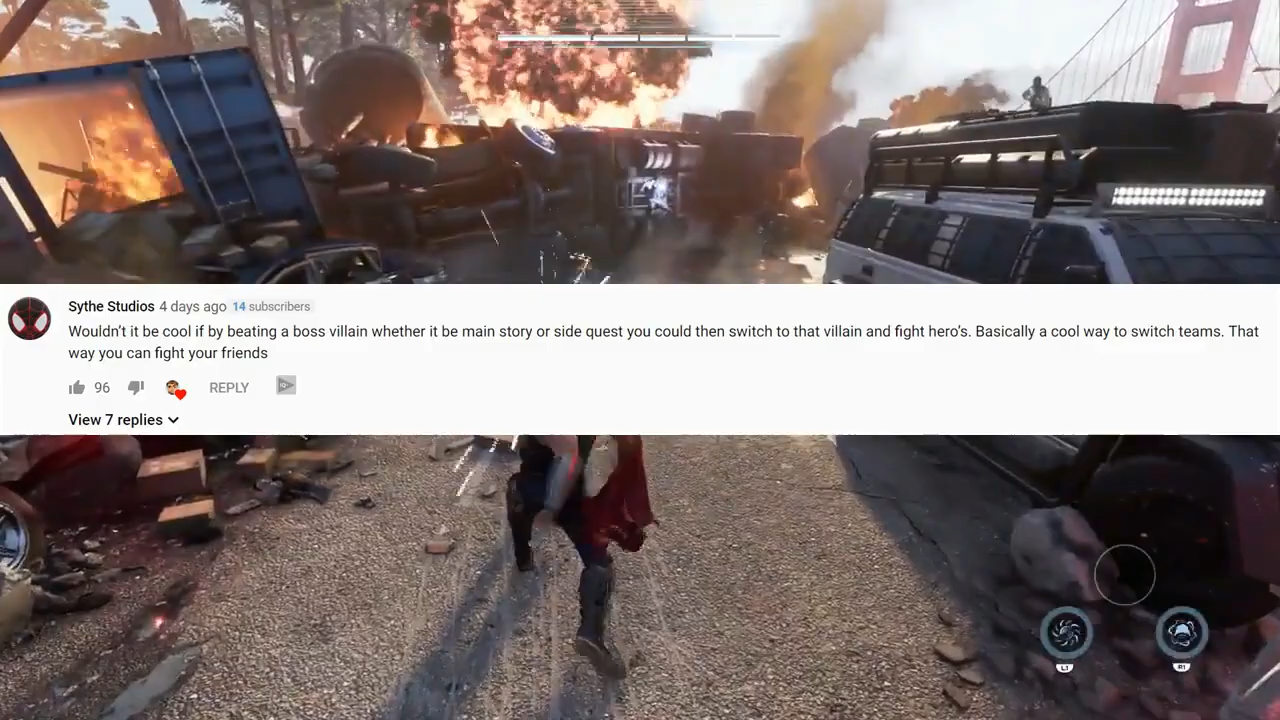 Sythe Studios 4 days ago 14 subscribers
Wouldn't it be cool if by beating a boss villain whether it be main story or side quest you could then switch to that villain and fight hero's. Basically a cool way to switch teams. That
way you can fight your friends
96 REPLY
View 7 replies
L1 R1